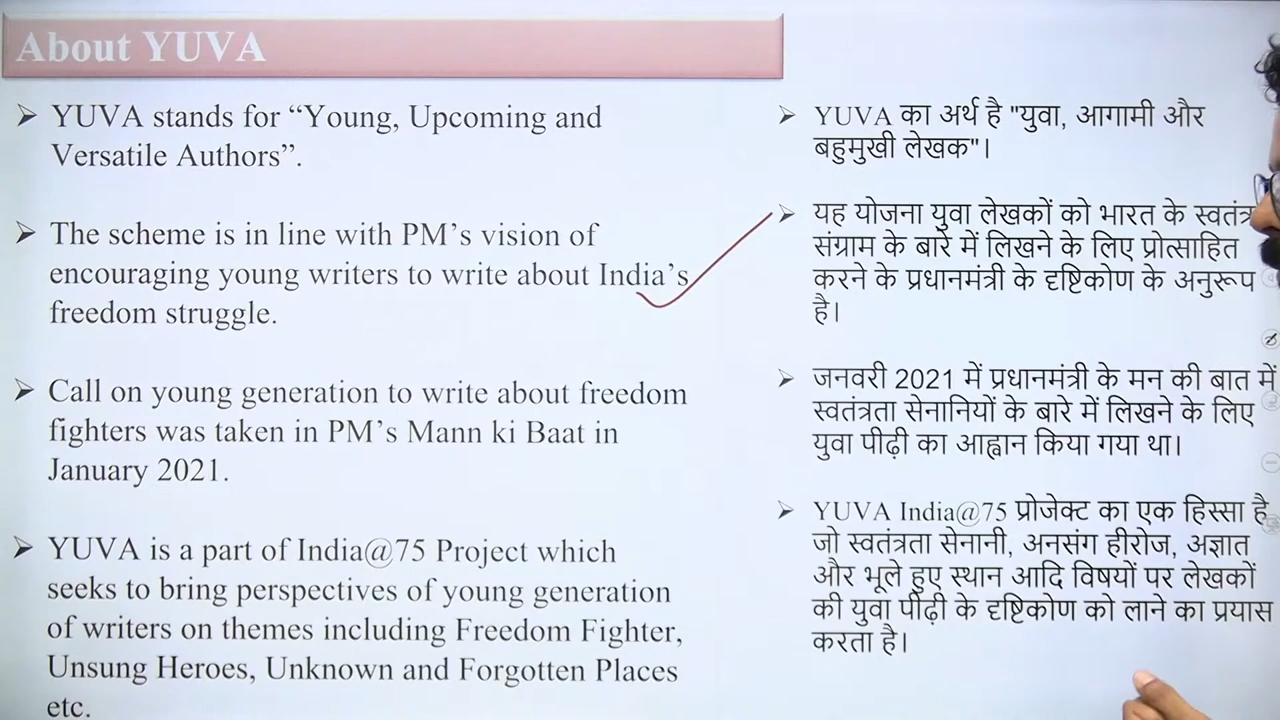 About YUVA
YUVA stands for “Young, Upcoming and
Versatile Authors”.
The scheme is in line with PM’s vision of
encouraging young writers to write about India’s
freedom struggle.
Call on young generation to write about freedom
fighters was taken in PM’s Mann ki Baat in
January 2021.
YUVA is a part of India@75 Project which
seeks to bring perspectives of young generation
of writers on themes including Freedom Fighter,
Unsung Heroes, Unknown and Forgotten Places
etc.
YUVA का अर्थ है "युवा, आगामी और
बहुमुखी लेखक"।
यह योजना युवा लेखकों को भारत के स्वतंत्र
संग्राम के बारे में लिखने के लिए प्रोत्साहित
करने के प्रधानमंत्री के दृष्टिकोण के अनुरूप
है।
जनवरी 2021 में प्रधानमंत्री के मन की बात में
स्वतंत्रता सेनानियों के बारे में लिखने के लिए
युवा पीढ़ी का आह्वान किया गया था।
YUVA India@75 प्रोजेक्ट का एक हिस्सा है
जो स्वतंत्रता सेनानी, अनसंग हीरोज, अज्ञात
और भूले हुए स्थान आदि विषयों पर लेखकों
की युवा पीढ़ी के दृष्टिकोण को लाने का प्रयास
करता है।